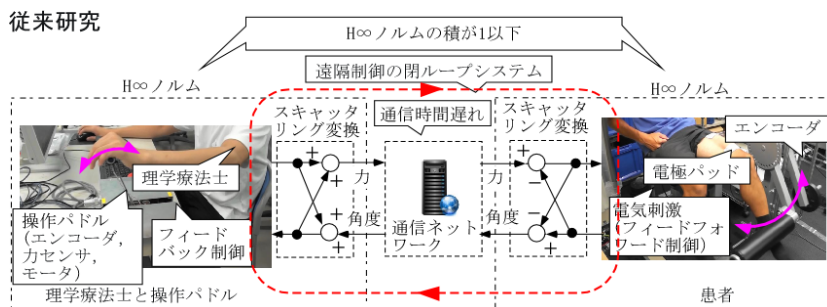 従来研究
H∞ノルムの積が1以下
H∞ノルム
遠隔制御の閉ループシステム
H∞ノルム
スキャッタ
リング変換
通信時間遅れ
スキャッタ
リング変換
エンコーダ
理学療法士
電極パッド
+
+
+
+
力
力
+
−
−
+
角度
角度
通信ネット
ワーク
操作パドル
(エンコーダ,
力センサ,
モータ)
フィード
バック制御
電気刺激
(フィードフォ
ワード制御)
理学療法士と操作パドル
患者